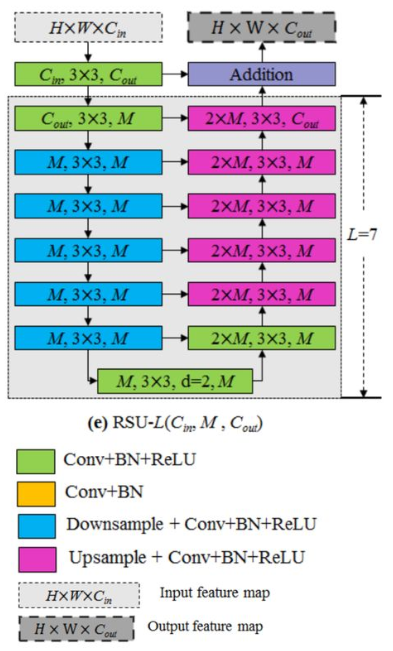 H×W×C_in H × W × C_out
C_in, 3×3, C_out Addition
C_out, 3×3, M 2×M, 3×3, C_out
M, 3×3, M 2×M, 3×3, M
M, 3×3, M 2×M, 3×3, M
M, 3×3, M 2×M, 3×3, M
M, 3×3, M 2×M, 3×3, M
M, 3×3, M 2×M, 3×3, M
M, 3×3, d=2, M
L=7
(e) RSU-L(C_in, M , C_out)
Conv+BN+ReLU
Conv+BN
Downsample + Conv+BN+ReLU
Upsample + Conv+BN+ReLU
H×W×C_in Input feature map
H × W × C_out Output feature map